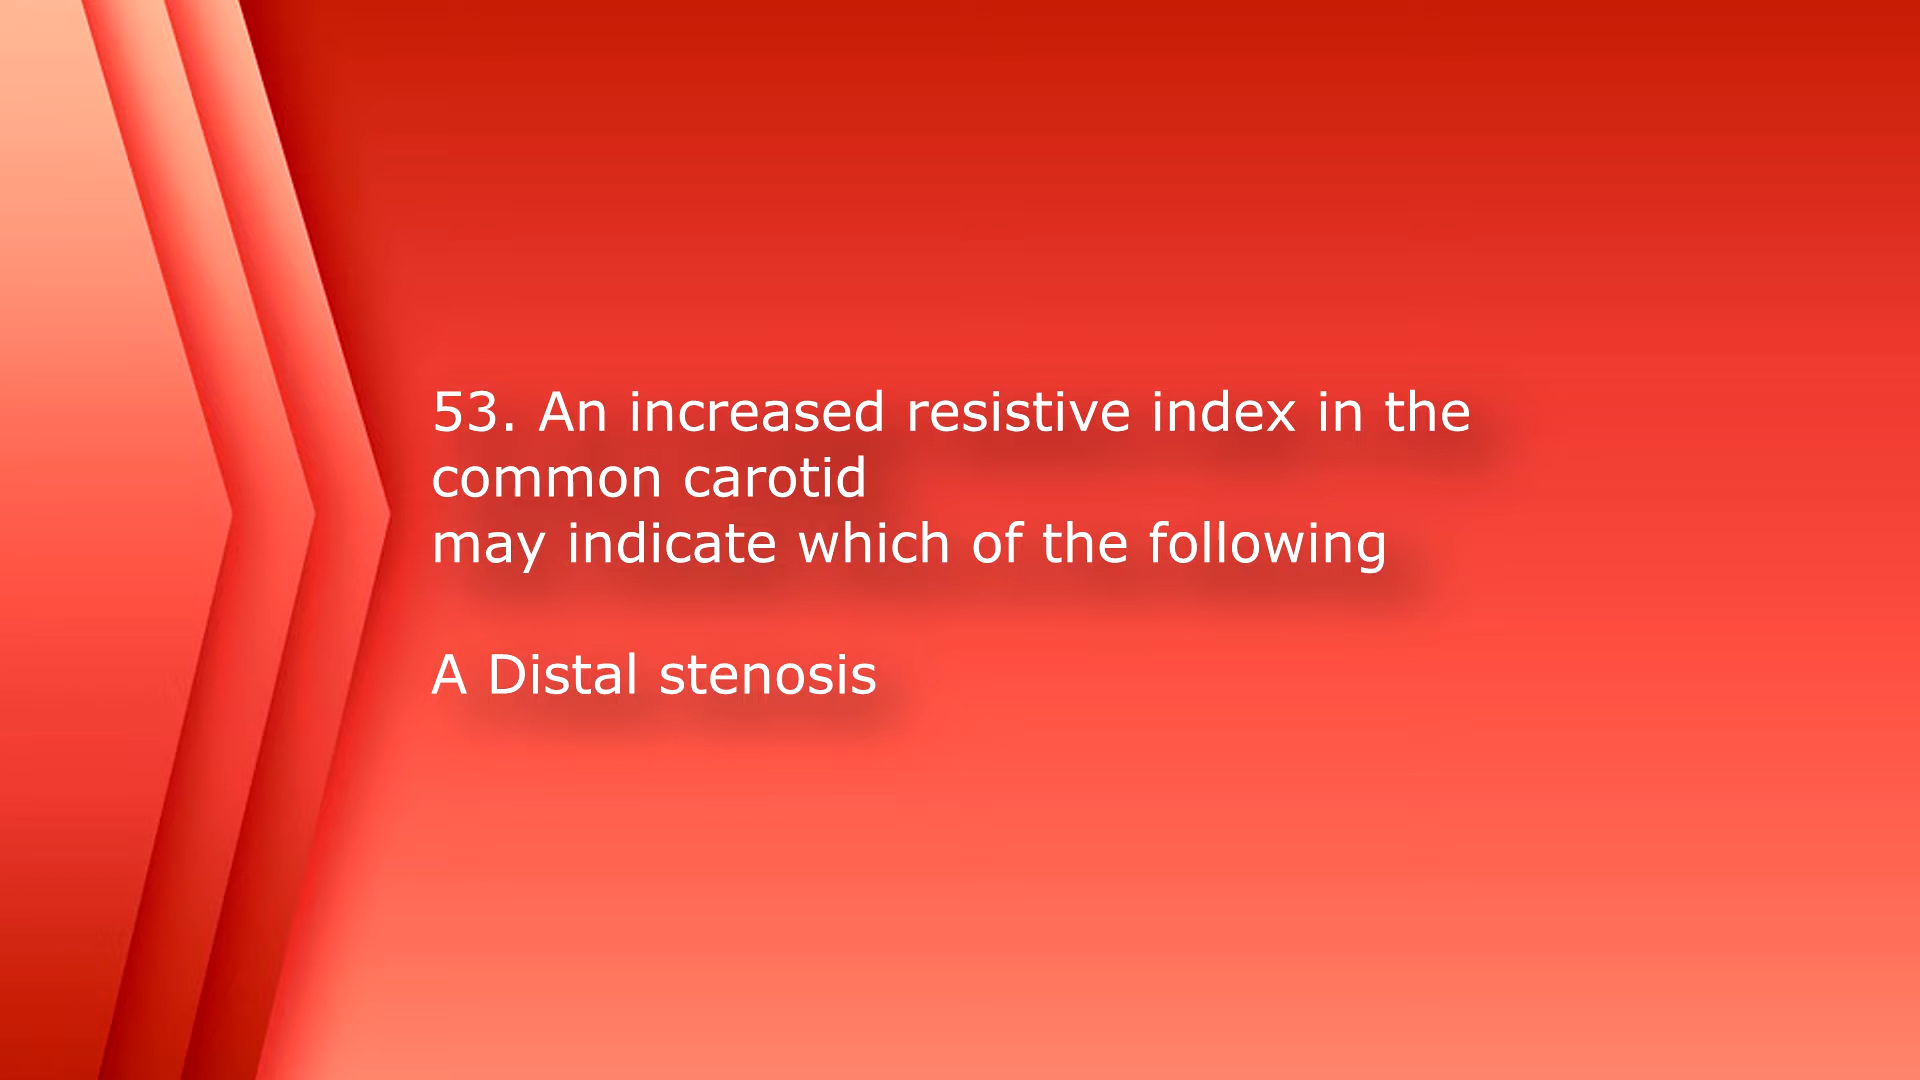 53. An increased resistive index in the
common carotid
may indicate which of the following
A Distal stenosis